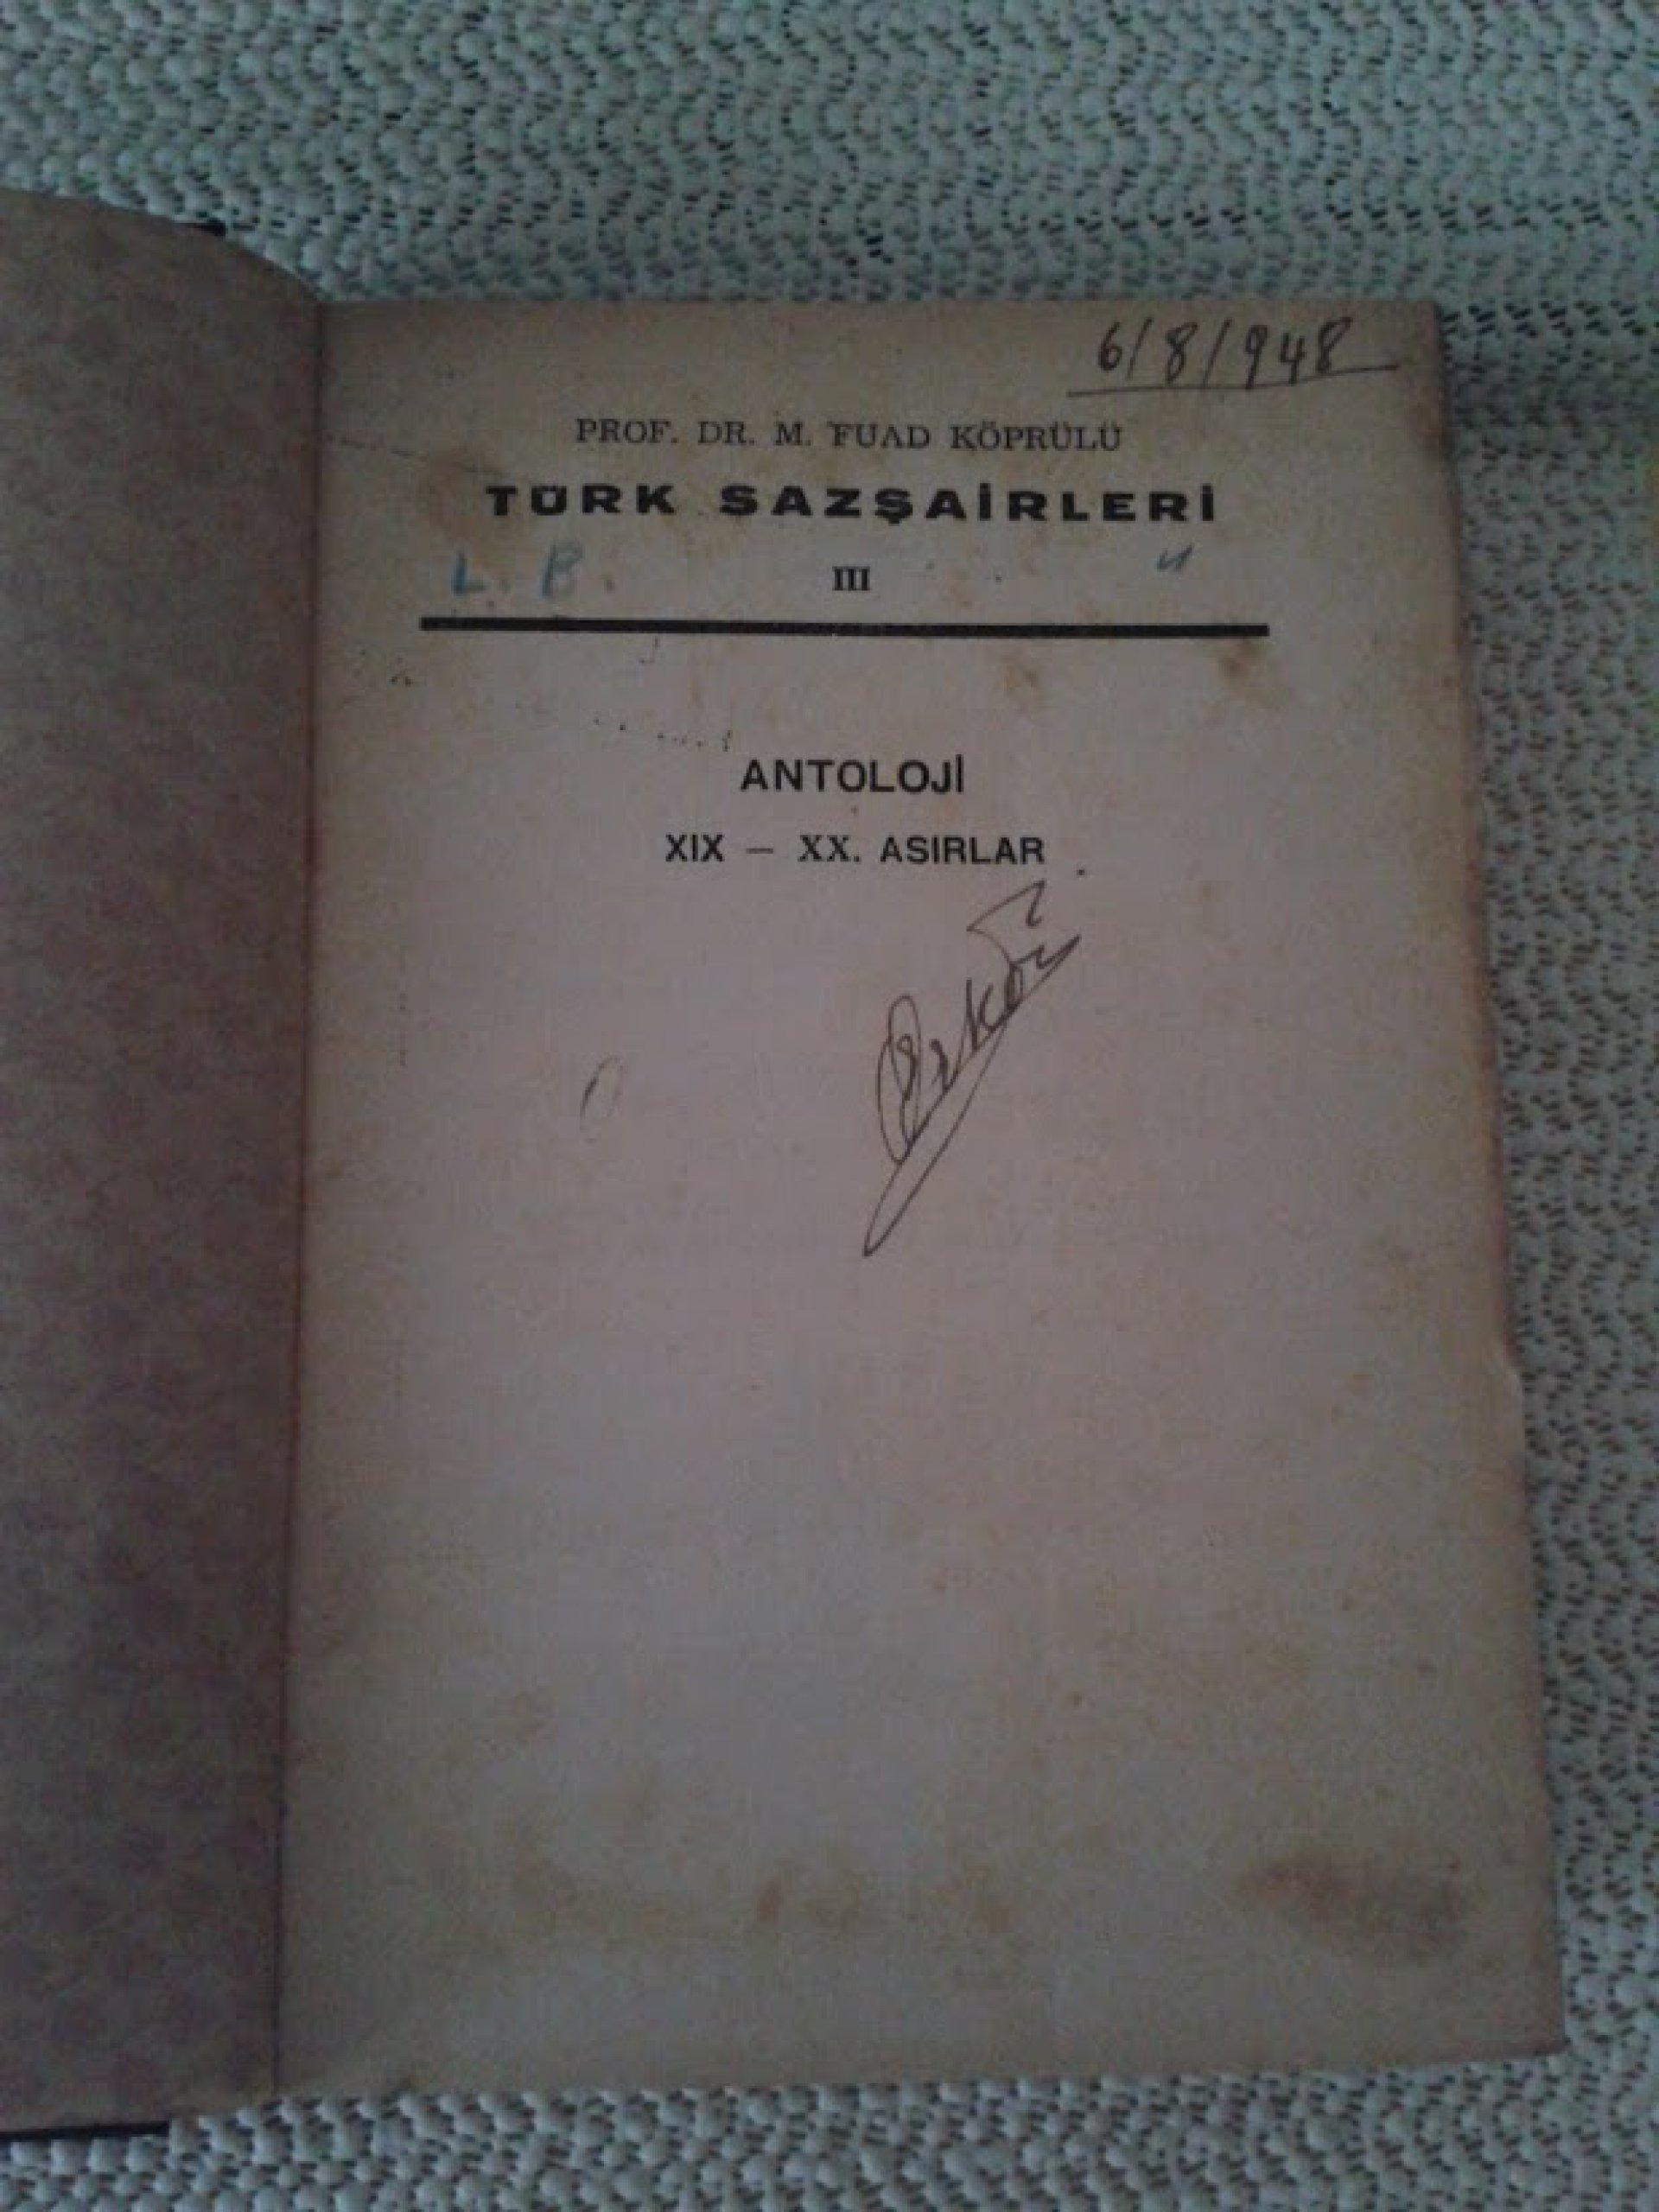 6/8/948
PROF. DR. M. FUAD KÖPRÜLÜ
TÜRK SAZŞAİRLERİ
L. B.
III
ANTOLOJİ
XIX – XX. ASIRLAR